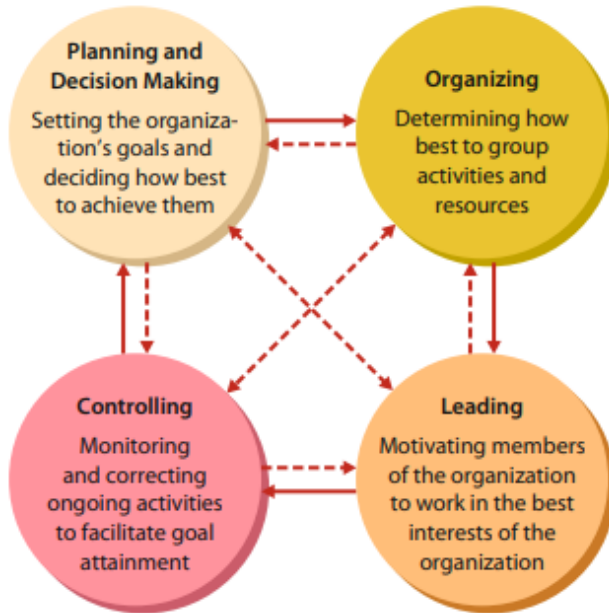 Planning and
Decision Making
Setting the organiza-
tion's goals and
deciding how best
to achieve them
Organizing
Determining how
best to group
activities and
resources
Controlling
Monitoring
and correcting
ongoing activities
to facilitate goal
attainment
Leading
Motivating members
of the organization
to work in the best
interests of the
organization